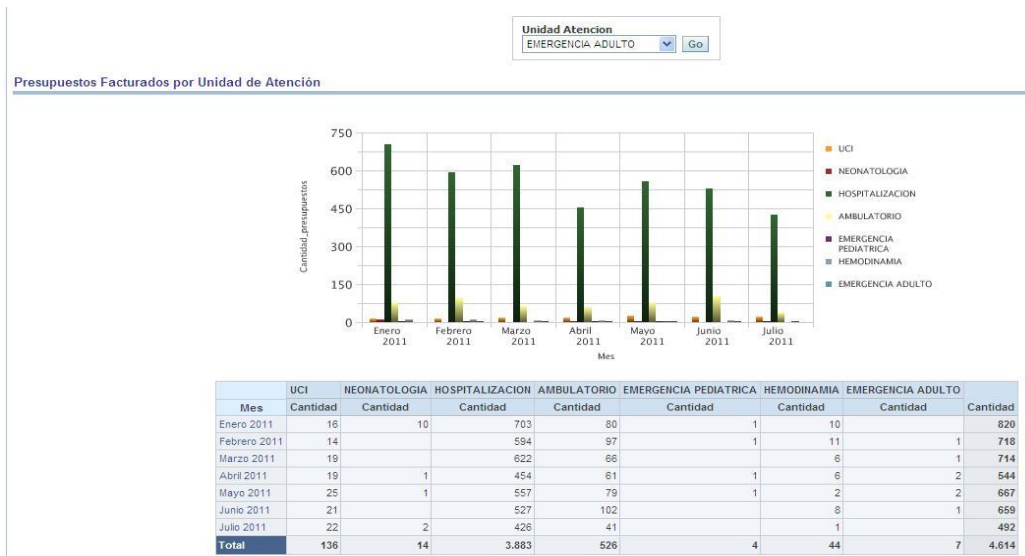 Unidad Atencion
EMERGENCIA ADULTO Go
Presupuestos Facturados por Unidad de Atención
750
600
450
300
150
0
Cantidad_presupuestos
Enero 2011
Febrero 2011
Marzo 2011
Abril 2011
Mayo 2011
Junio 2011
Julio 2011
Mes
UCI
NEONATOLOGIA
HOSPITALIZACION
AMBULATORIO
EMERGENCIA
PEDIATRICA
HEMODINAMIA
EMERGENCIA ADULTO
UCI NEONATOLOGIA HOSPITALIZACION AMBULATORIO EMERGENCIA PEDIATRICA HEMODINAMIA EMERGENCIA ADULTO
Mes Cantidad Cantidad Cantidad Cantidad Cantidad Cantidad Cantidad Cantidad
Enero 2011 16 10 703 80 1 10 820
Febrero 2011 14 594 97 1 11 1 718
Marzo 2011 19 622 66 6 1 714
Abril 2011 19 1 454 61 1 6 2 544
Mayo 2011 25 1 557 79 1 2 2 667
Junio 2011 21 527 102 8 1 659
Julio 2011 22 2 426 41 1 492
Total 136 14 3.883 526 4 44 7 4.614